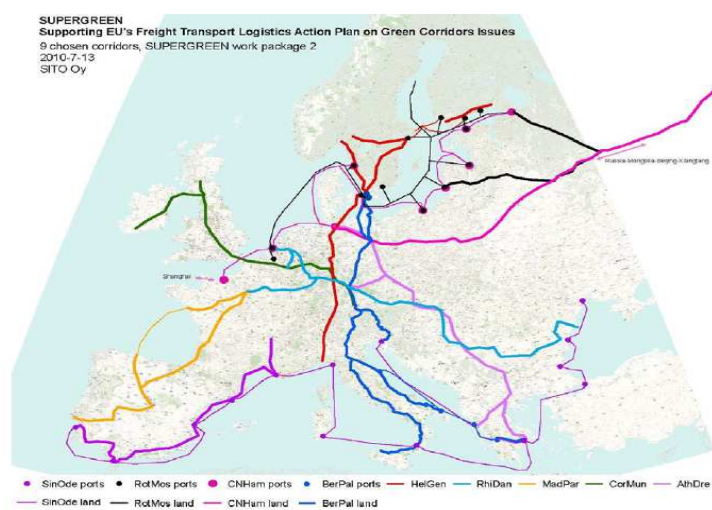 SUPERGREEN
Supporting EU's Freight Transport Logistics Action Plan on Green Corridors Issues
9 chosen corridors, SUPERGREEN work package 2
2010-7-13
SITO Oy
Russia-Mongolia-Beijing-Xiangtang
Shanghai
SinOde ports RotMos ports CNHam ports BerPal ports HelGen RhiDan MadPar CorMun AthDre
SinOde land RotMos land CNHam land BerPal land